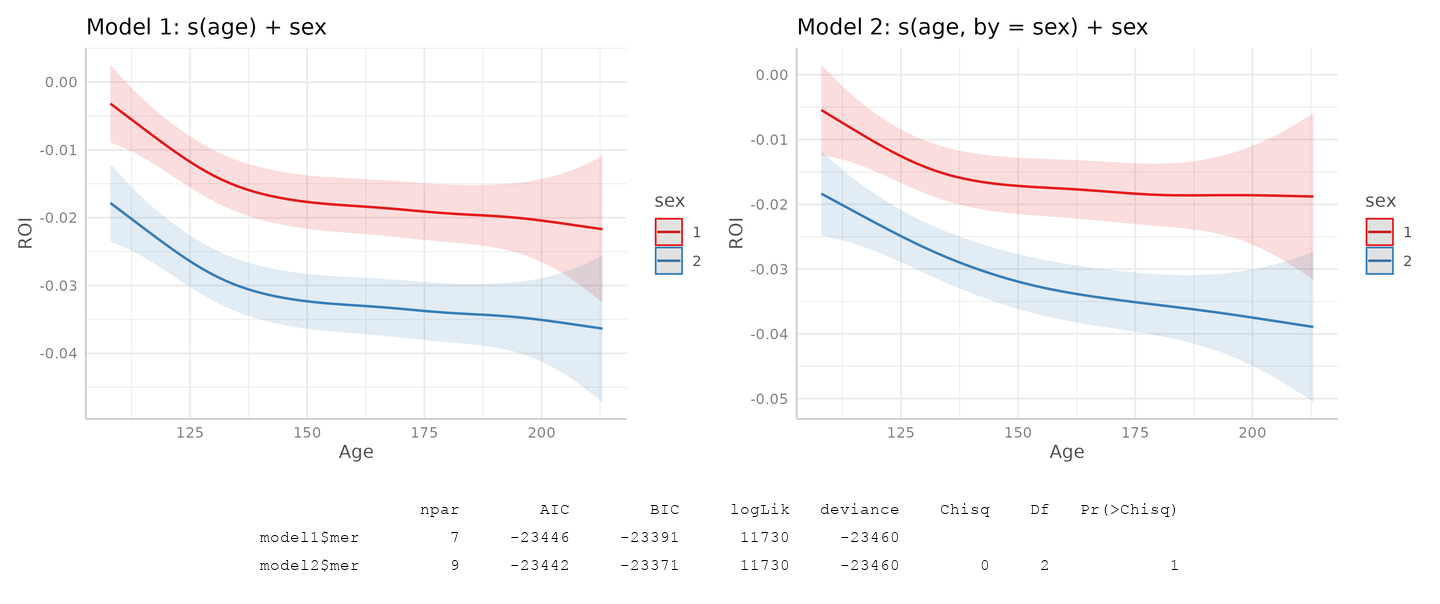 Model 1: s(age) + sex
0.00
-0.01
-0.02
-0.03
-0.04
ROI
125 150 175 200
Age
sex
1
2
Model 2: s(age, by = sex) + sex
0.00
-0.01
-0.02
-0.03
-0.04
-0.05
ROI
125 150 175 200
Age
sex
1
2
npar AIC BIC logLik deviance Chisq Df Pr(>Chisq)
model1$mer 7 -23446 -23391 11730 -23460
model2$mer 9 -23442 -23371 11730 -23460 0 2 1